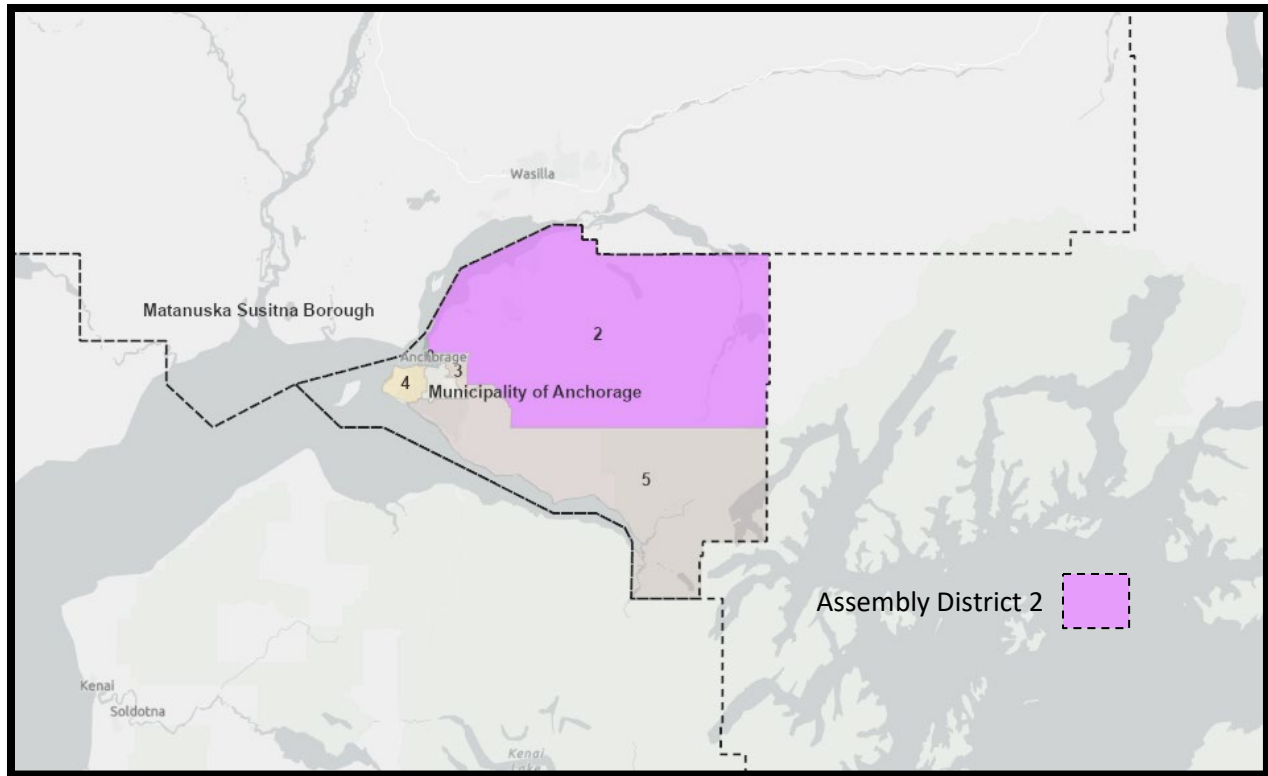 Wasilla
Matanuska Susitna Borough
2
Anchorage
3
4
Municipality of Anchorage
5
Assembly District 2
Kenai
Soldotna
Kenai
Lake